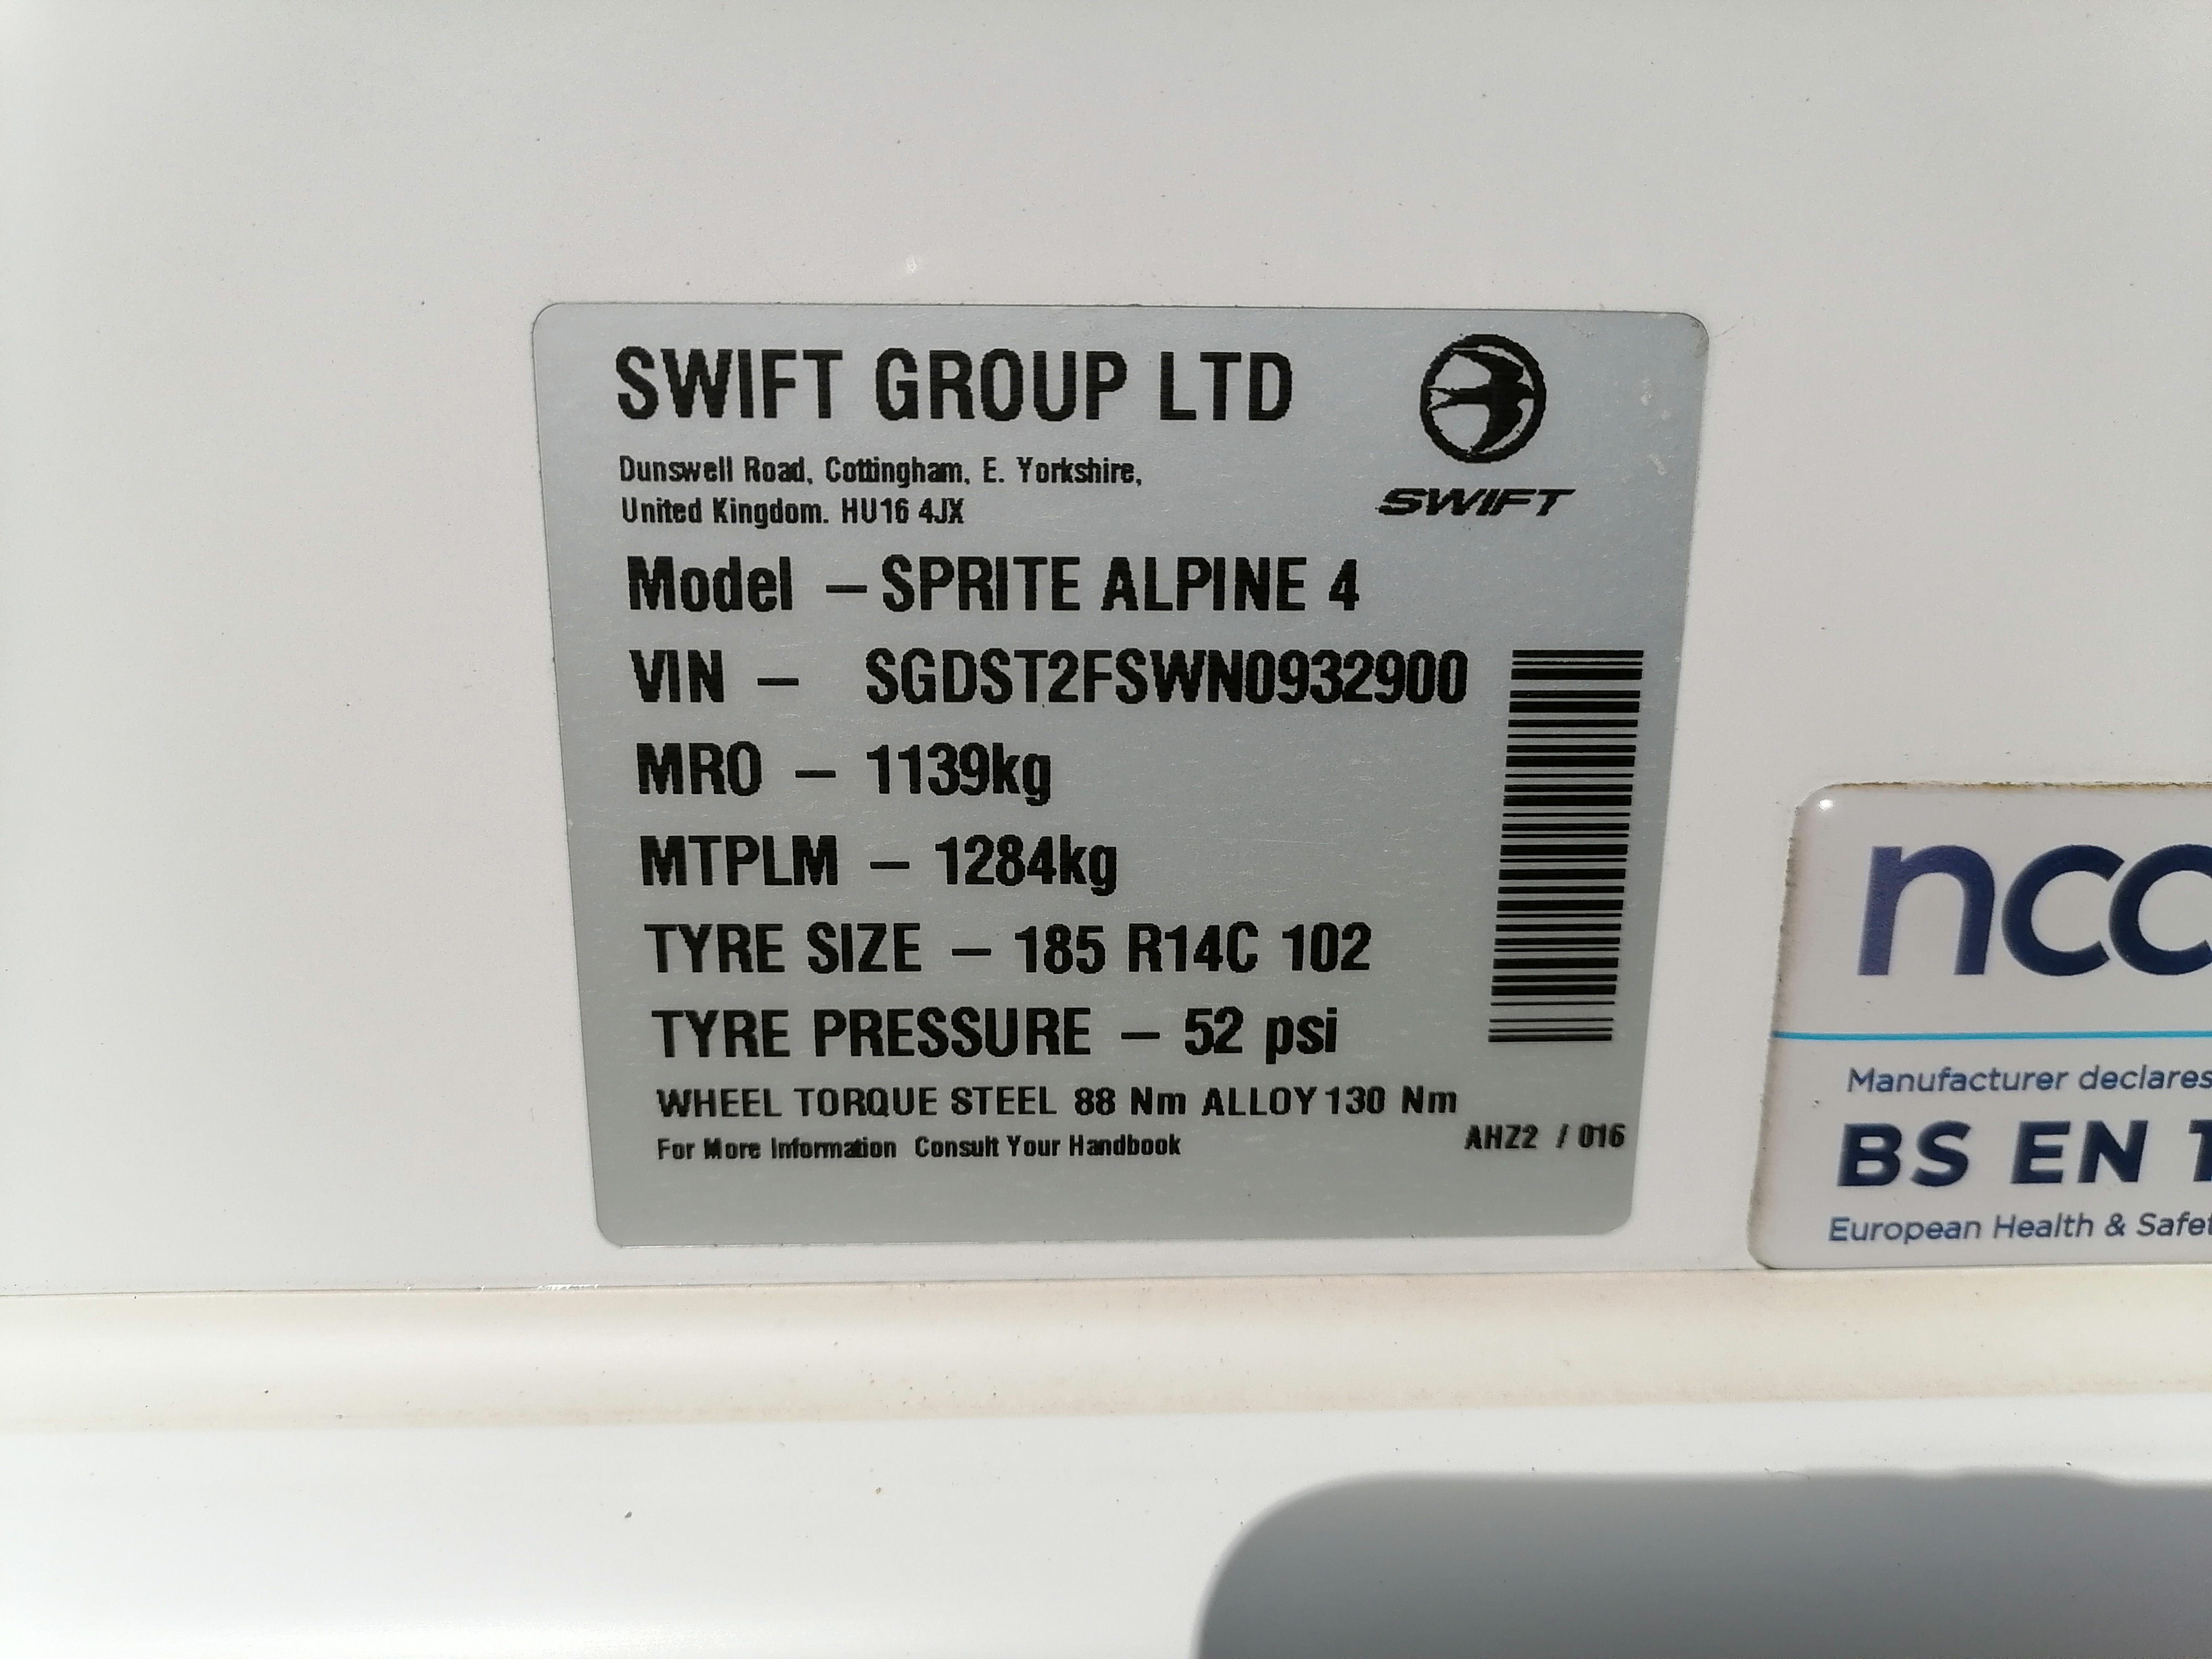 SWIFT GROUP LTD
SWIFT
Dunswell Road, Cottingham, E. Yorkshire,
United Kingdom. HU16 4JX
Model – SPRITE ALPINE 4
VIN – SGDST2FSWN0932900
MRO – 1139kg
MTPLM – 1284kg
TYRE SIZE – 185 R14C 102
TYRE PRESSURE – 52 psi
WHEEL TORQUE STEEL 88 Nm ALLOY 130 Nm
For More Information Consult Your Handbook
AHZ2 / 016
ncc
Manufacturer declares
BS EN 1
European Health & Safet